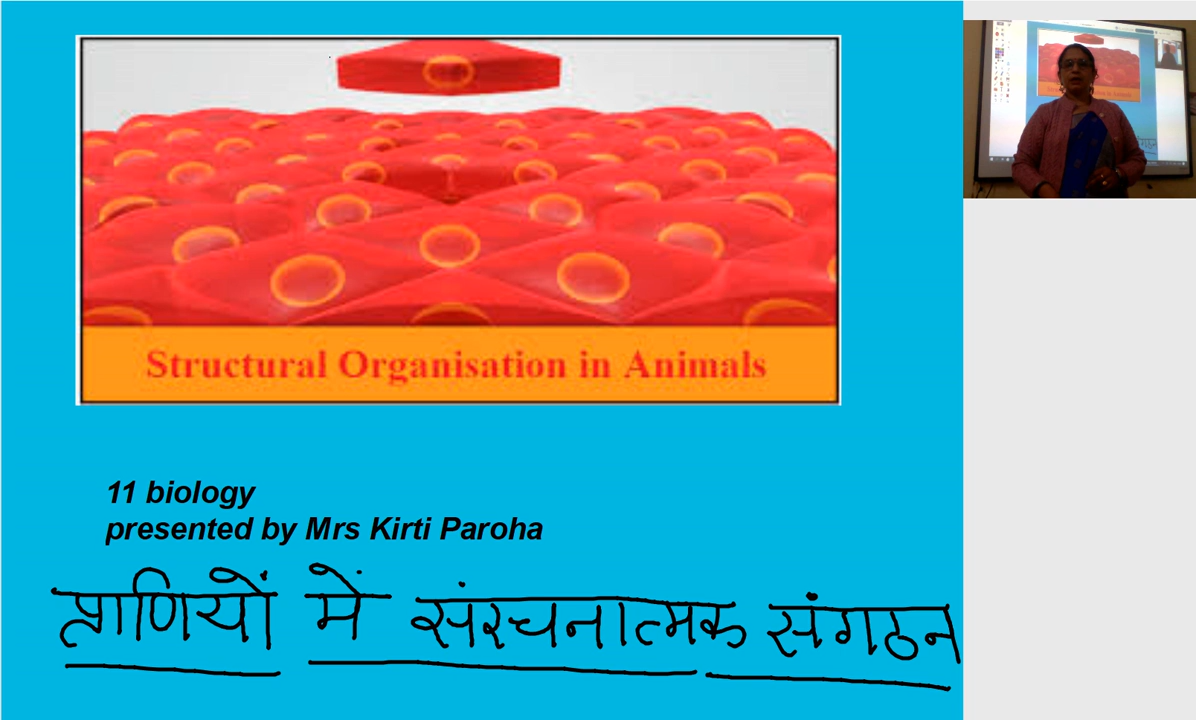 Structural Organisation in Animals
11 biology
presented by Mrs Kirti Paroha
प्राणियों में संरचनात्मक संगठन